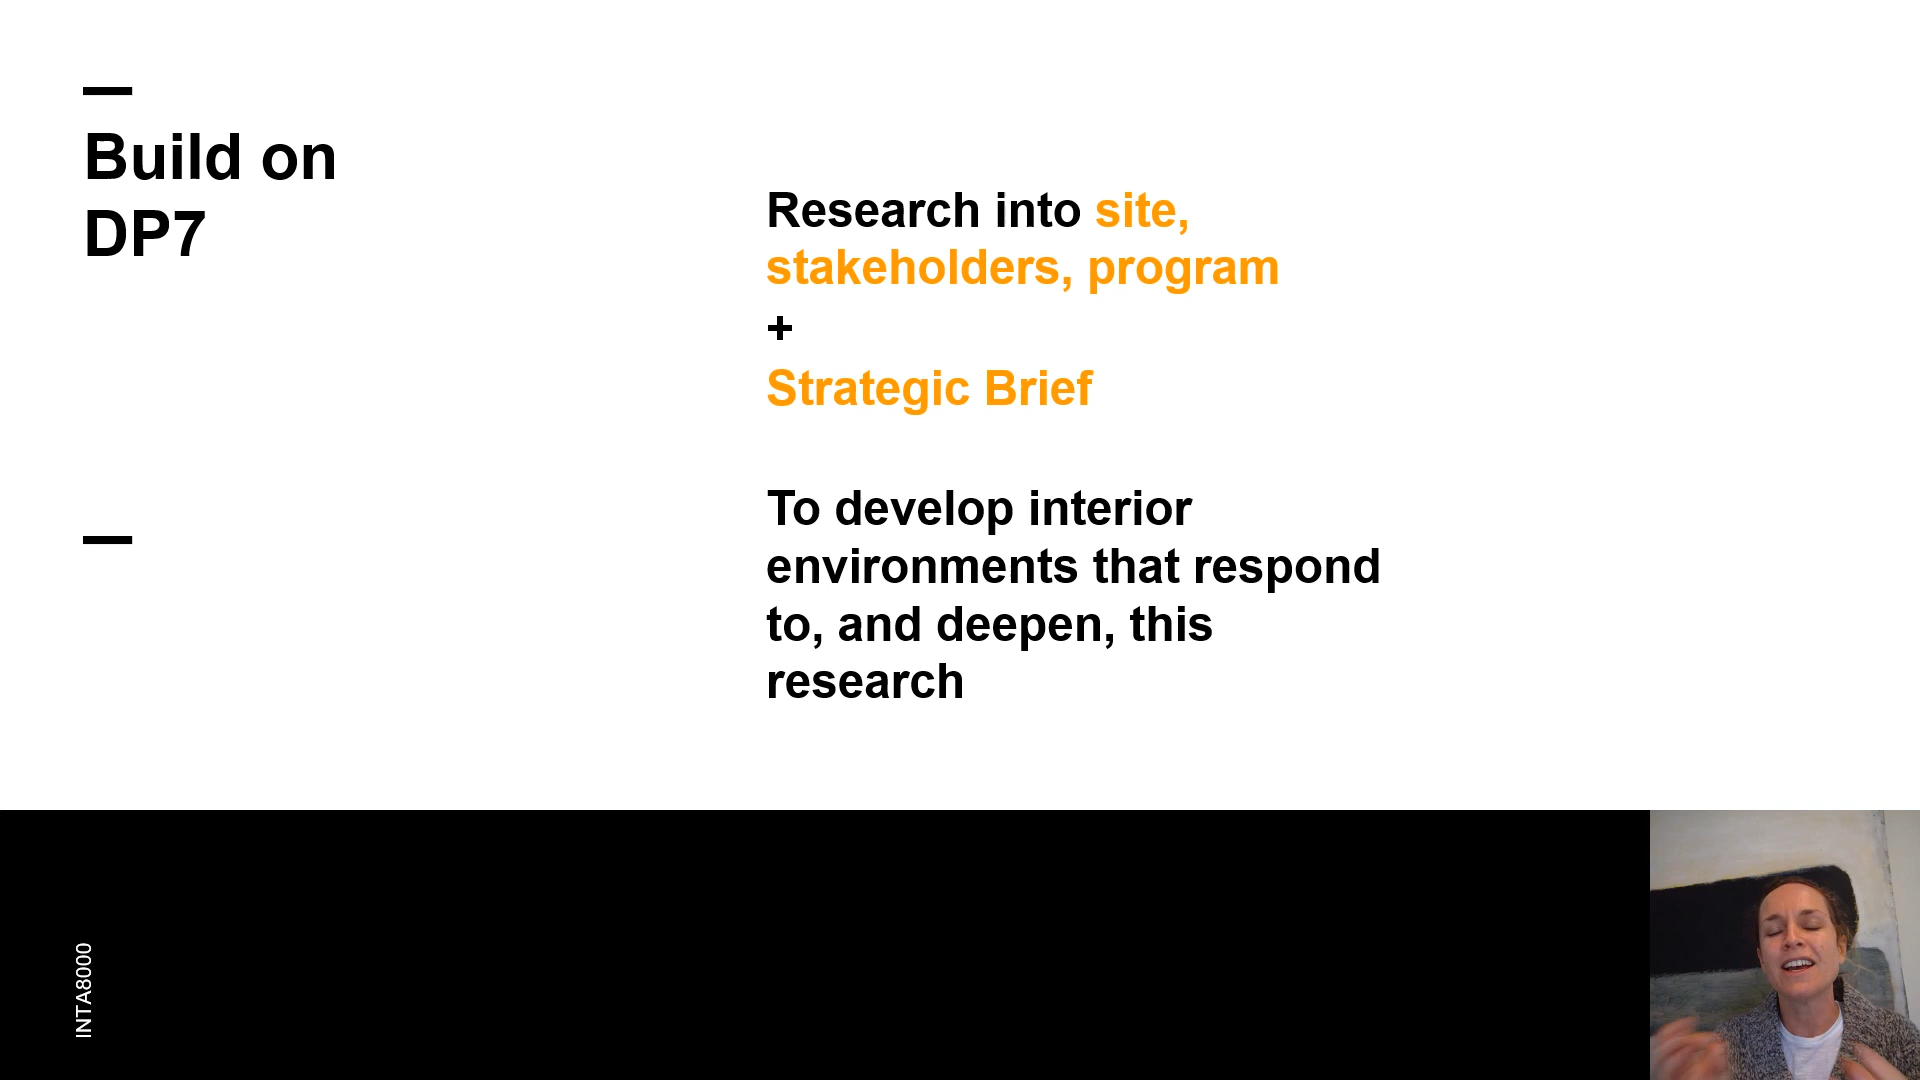 Build on
DP7
Research into site,
stakeholders, program
+
Strategic Brief
To develop interior
environments that respond
to, and deepen, this
research
INTA8000